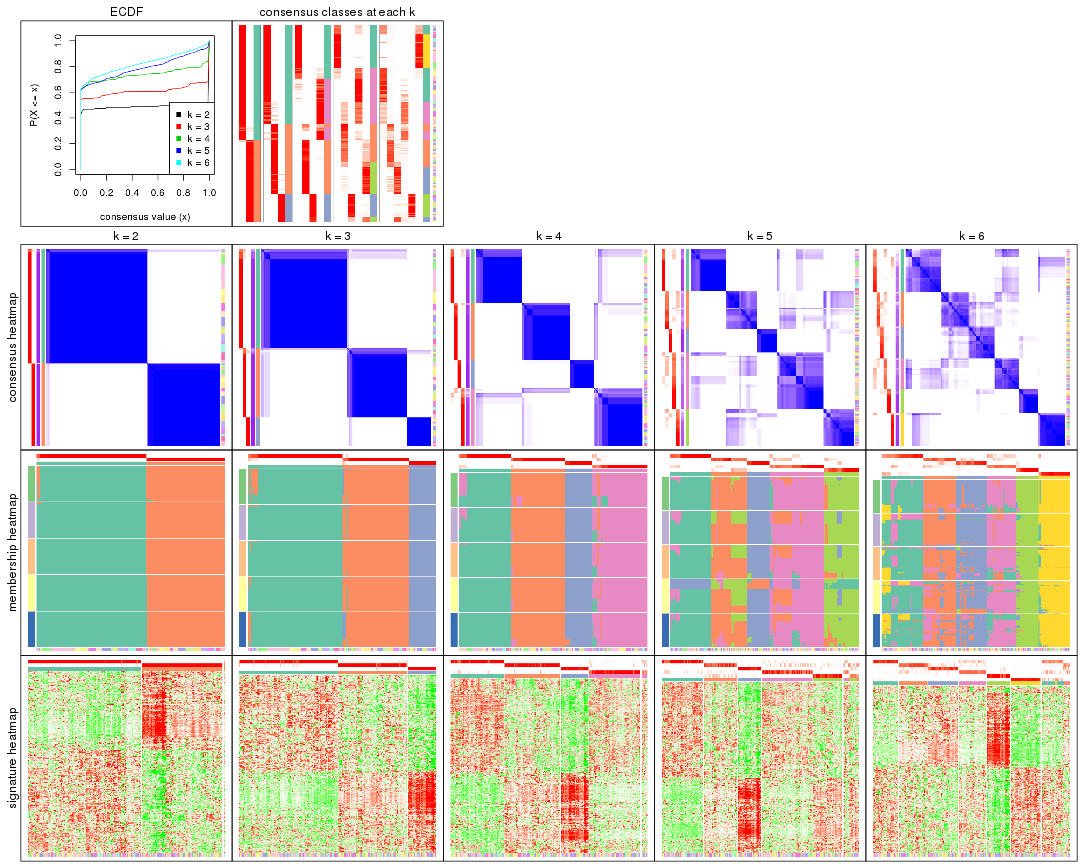 ECDF
consensus classes at each k
P(X <= x)
0.0 0.2 0.4 0.6 0.8 1.0
k = 2
k = 3
k = 4
k = 5
k = 6
0.0 0.2 0.4 0.6 0.8 1.0
consensus value (x)
k = 2 k = 3 k = 4 k = 5 k = 6
consensus heatmap
membership heatmap
signature heatmap